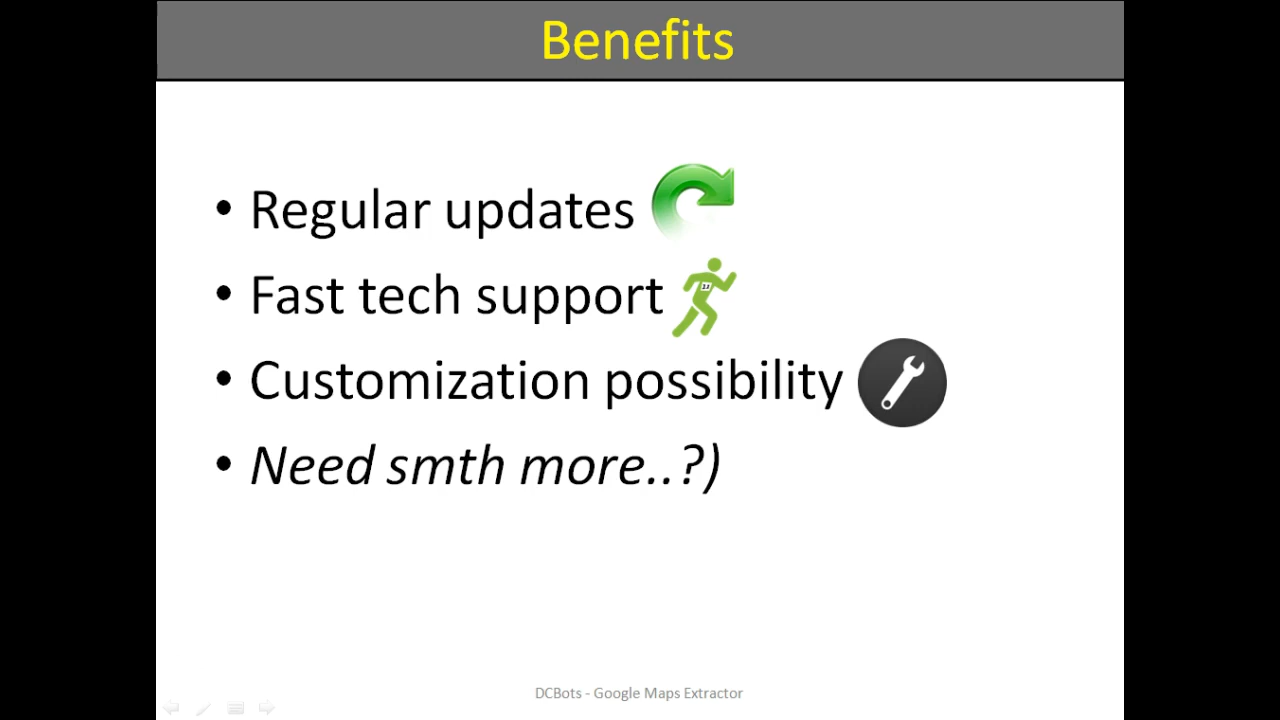 Benefits
• Regular updates
• Fast tech support
• Customization possibility
• Need smth more..?)
DCBots - Google Maps Extractor